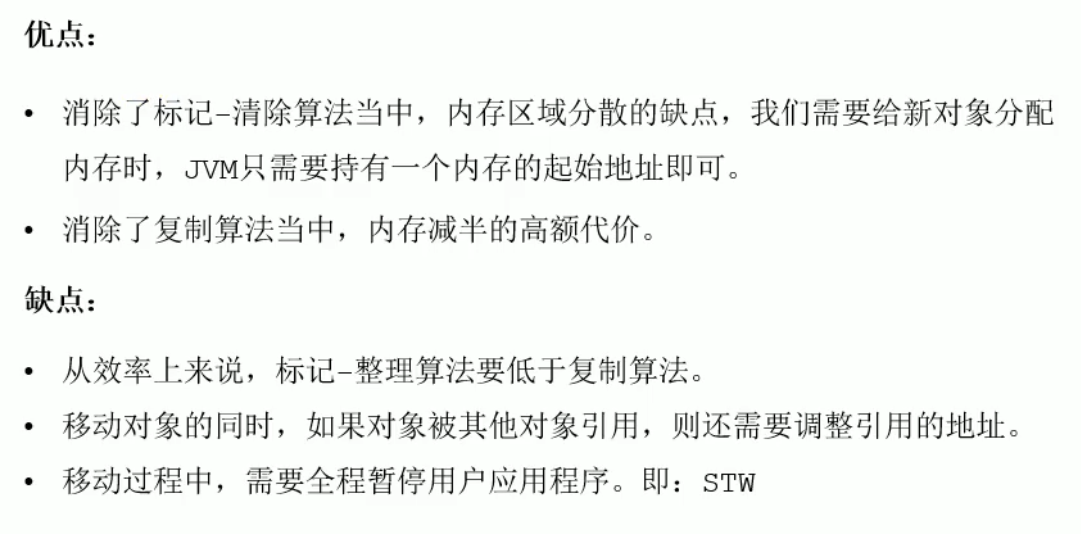 优点：
• 消除了标记-清除算法当中，内存区域分散的缺点，我们需要给新对象分配
内存时，JVM只需要持有一个内存的起始地址即可。
• 消除了复制算法当中，内存减半的高额代价。
缺点：
• 从效率上来说，标记-整理算法要低于复制算法。
• 移动对象的同时，如果对象被其他对象引用，则还需要调整引用的地址。
• 移动过程中，需要全程暂停用户应用程序。即：STW